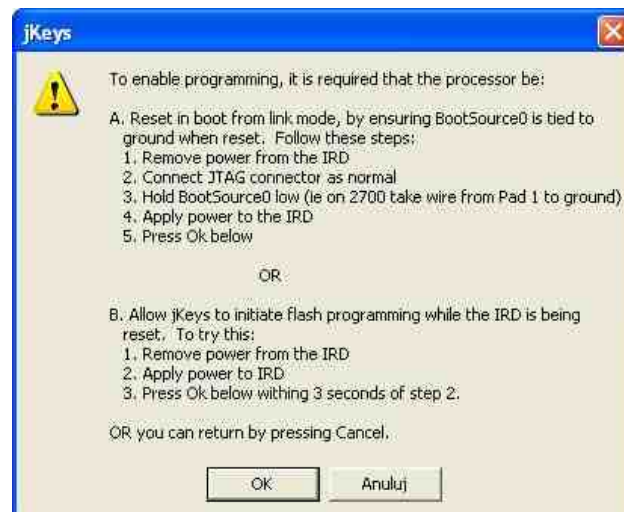 jKeys
To enable programming, it is required that the processor be:
A. Reset in boot from link mode, by ensuring BootSource0 is tied to
ground when reset. Follow these steps:
1. Remove power from the IRD
2. Connect JTAG connector as normal
3. Hold BootSource0 low (ie on 2700 take wire from Pad 1 to ground)
4. Apply power to the IRD
5. Press Ok below
OR
B. Allow jKeys to initiate flash programming while the IRD is being
reset. To try this:
1. Remove power from the IRD
2. Apply power to IRD
3. Press Ok below withing 3 seconds of step 2.
OR you can return by pressing Cancel.
OK
Anuluj